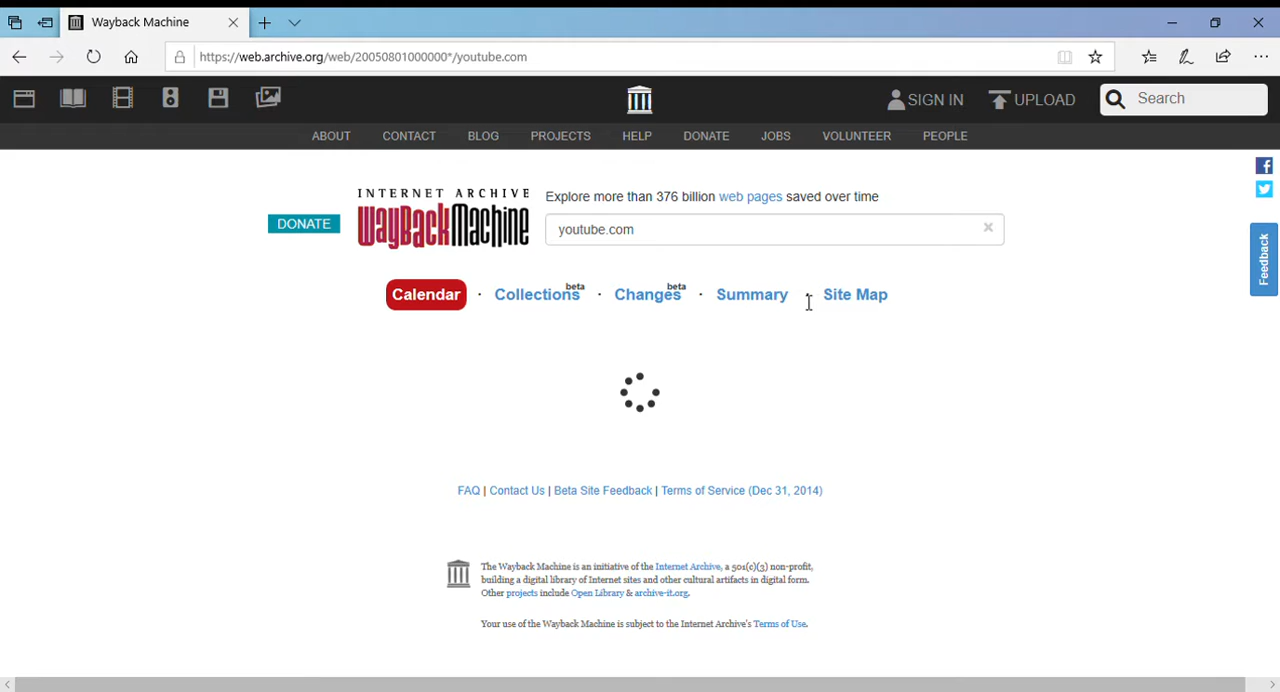 Wayback Machine
https://web.archive.org/web/20050801000000*/youtube.com
SIGN IN UPLOAD Search
ABOUT CONTACT BLOG PROJECTS HELP DONATE JOBS VOLUNTEER PEOPLE
INTERNET ARCHIVE
WayBackMachine
DONATE
Explore more than 376 billion web pages saved over time
youtube.com
Feedback
Calendar · Collections beta · Changes beta · Summary · Site Map
FAQ | Contact Us | Beta Site Feedback | Terms of Service (Dec 31, 2014)
The Wayback Machine is an initiative of the Internet Archive, a 501(c)(3) non-profit,
building a digital library of Internet sites and other cultural artifacts in digital form.
Other projects include Open Library & archive-it.org.
Your use of the Wayback Machine is subject to the Internet Archive's Terms of Use.